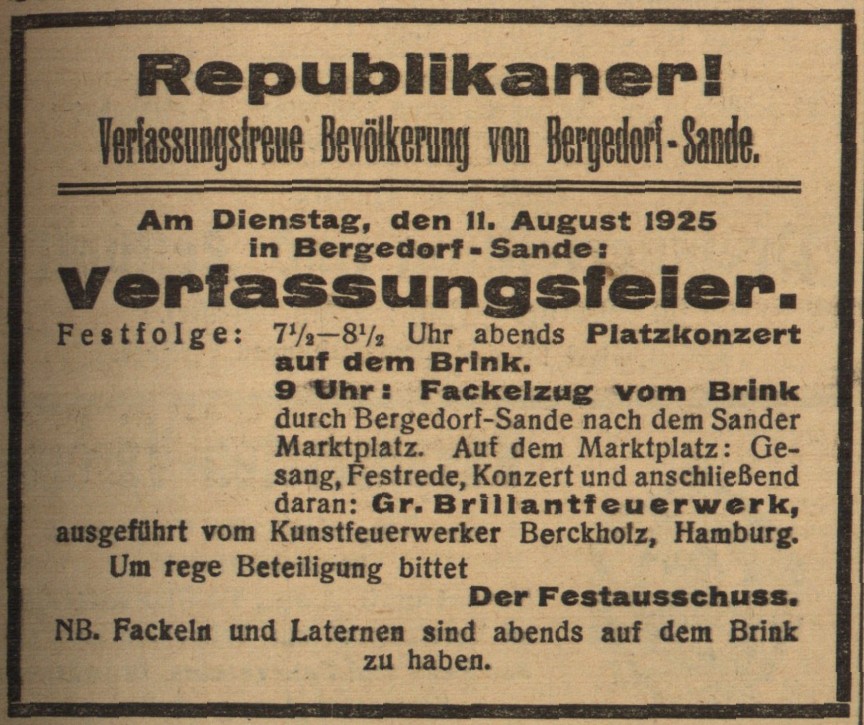 Republikaner!
Verfassungstreue Bevölkerung von Bergedorf-Sande.
Am Dienstag, den 11. August 1925
in Bergedorf-Sande:
Verfassungsfeier.
Festfolge: 7½—8½ Uhr abends Platzkonzert
auf dem Brink.
9 Uhr: Fackelzug vom Brink
durch Bergedorf-Sande nach dem Sander
Marktplatz. Auf dem Marktplatz: Ge-
sang, Festrede, Konzert und anschließend
daran: Gr. Brillantfeuerwerk,
ausgeführt vom Kunstfeuerwerker Berckholz, Hamburg.
Um rege Beteiligung bittet
Der Festausschuss.
NB. Fackeln und Laternen sind abends auf dem Brink
zu haben.